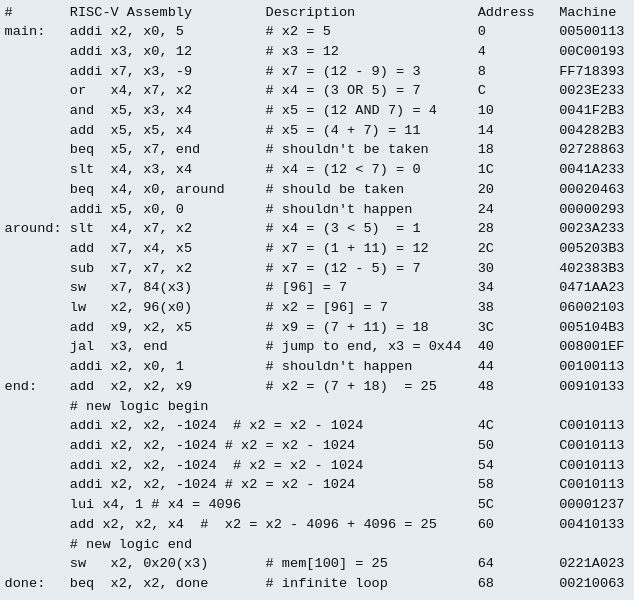 #       RISC-V Assembly         Description               Address   Machine
main:   addi x2, x0, 5          # x2 = 5                  0         00500113
        addi x3, x0, 12         # x3 = 12                 4         00C00193
        addi x7, x3, -9         # x7 = (12 - 9) = 3       8         FF718393
        or   x4, x7, x2         # x4 = (3 OR 5) = 7       C         0023E233
        and  x5, x3, x4         # x5 = (12 AND 7) = 4     10        0041F2B3
        add  x5, x5, x4         # x5 = (4 + 7) = 11       14        004282B3
        beq  x5, x7, end        # shouldn't be taken      18        02728863
        slt  x4, x3, x4         # x4 = (12 < 7) = 0       1C        0041A233
        beq  x4, x0, around     # should be taken         20        00020463
        addi x5, x0, 0          # shouldn't happen        24        00000293
around: slt  x4, x7, x2         # x4 = (3 < 5)  = 1       28        0023A233
        add  x7, x4, x5         # x7 = (1 + 11) = 12      2C        005203B3
        sub  x7, x7, x2         # x7 = (12 - 5) = 7       30        402383B3
        sw   x7, 84(x3)         # [96] = 7                34        0471AA23
        lw   x2, 96(x0)         # x2 = [96] = 7           38        06002103
        add  x9, x2, x5         # x9 = (7 + 11) = 18      3C        005104B3
        jal  x3, end            # jump to end, x3 = 0x44  40        008001EF
        addi x2, x0, 1          # shouldn't happen        44        00100113
end:    add  x2, x2, x9         # x2 = (7 + 18)  = 25     48        00910133
        # new logic begin
        addi x2, x2, -1024  # x2 = x2 - 1024              4C        C0010113
        addi x2, x2, -1024 # x2 = x2 - 1024               50        C0010113
        addi x2, x2, -1024  # x2 = x2 - 1024              54        C0010113
        addi x2, x2, -1024 # x2 = x2 - 1024               58        C0010113
        lui x4, 1 # x4 = 4096                             5C        00001237
        add x2, x2, x4  #  x2 = x2 - 4096 + 4096 = 25     60        00410133
        # new logic end
        sw   x2, 0x20(x3)       # mem[100] = 25           64        0221A023
done:   beq  x2, x2, done       # infinite loop           68        00210063